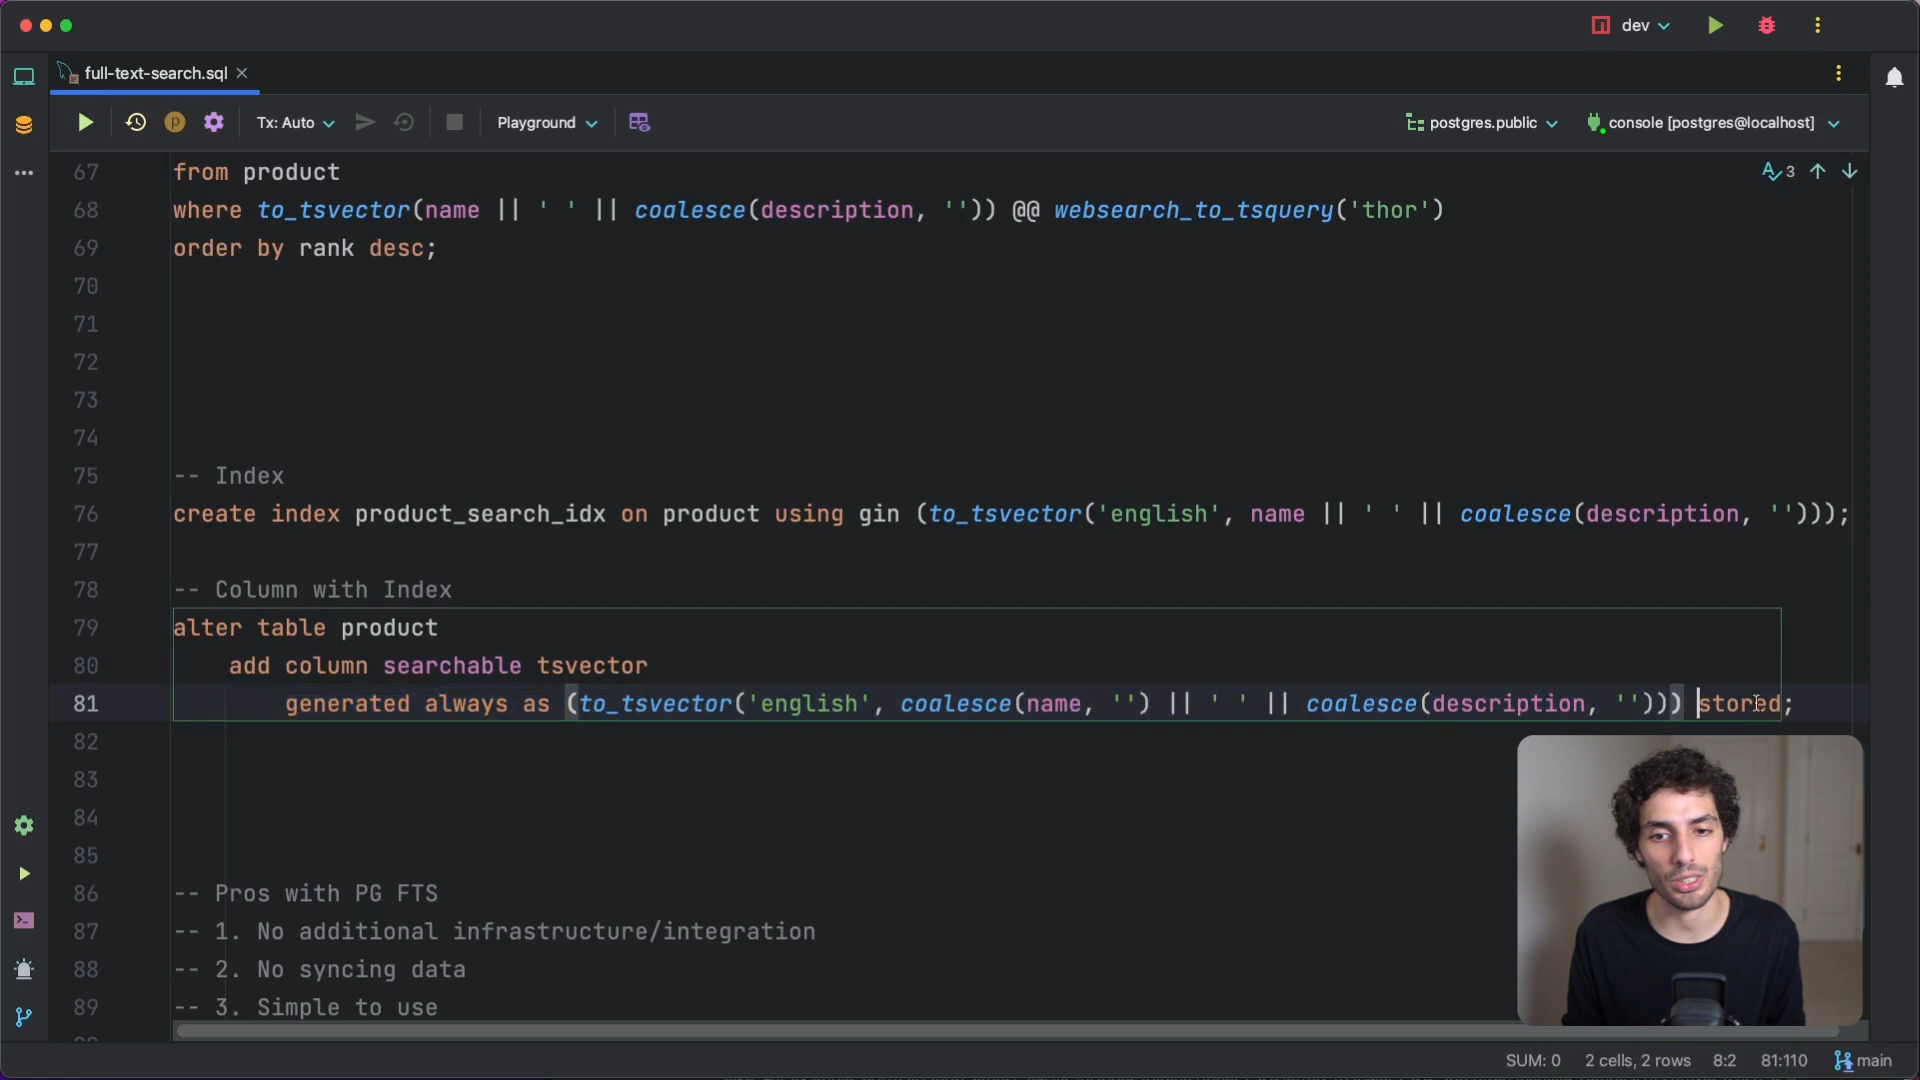 dev
full-text-search.sql
p
Tx: Auto
Playground
postgres.public
console [postgres@localhost]
67 from product
3
68 where to_tsvector(name || ' ' || coalesce(description, '')) @@ websearch_to_tsquery('thor')
69 order by rank desc;
70
71
72
73
74
75 -- Index
76 create index product_search_idx on product using gin (to_tsvector('english', name || ' ' || coalesce(description, '')));
77
78 -- Column with Index
79 alter table product
80 add column searchable tsvector
81 generated always as (to_tsvector('english', coalesce(name, '') || ' ' || coalesce(description, ''))) stored;
82
83
84
85
86 -- Pros with PG FTS
87 -- 1. No additional infrastructure/integration
88 -- 2. No syncing data
89 -- 3. Simple to use
SUM: 0 2 cells, 2 rows 8:2 81:110 main